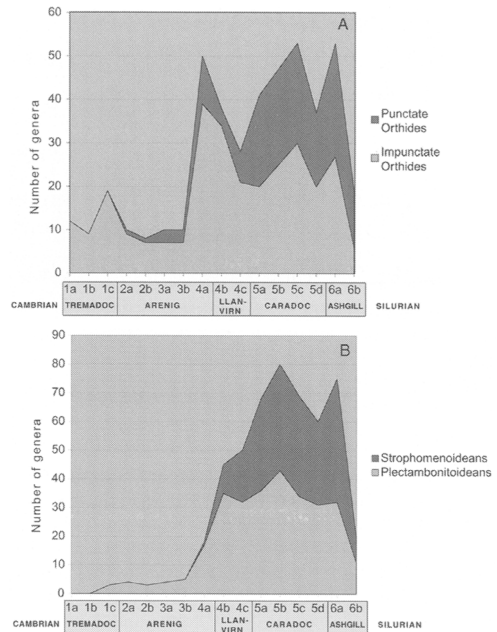 A
60
50
40
30
20
10
0
Number of genera
Punctate
Orthides
Impunctate
Orthides
1a 1b 1c 2a 2b 3a 3b 4a 4b 4c 5a 5b 5c 5d 6a 6b
CAMBRIAN TREMADOC ARENIG LLAN-VIRN CARADOC ASHGILL SILURIAN
B
90
80
70
60
50
40
30
20
10
0
Number of genera
Strophomenoideans
Plectambonitoideans
1a 1b 1c 2a 2b 3a 3b 4a 4b 4c 5a 5b 5c 5d 6a 6b
CAMBRIAN TREMADOC ARENIG LLAN-VIRN CARADOC ASHGILL SILURIAN